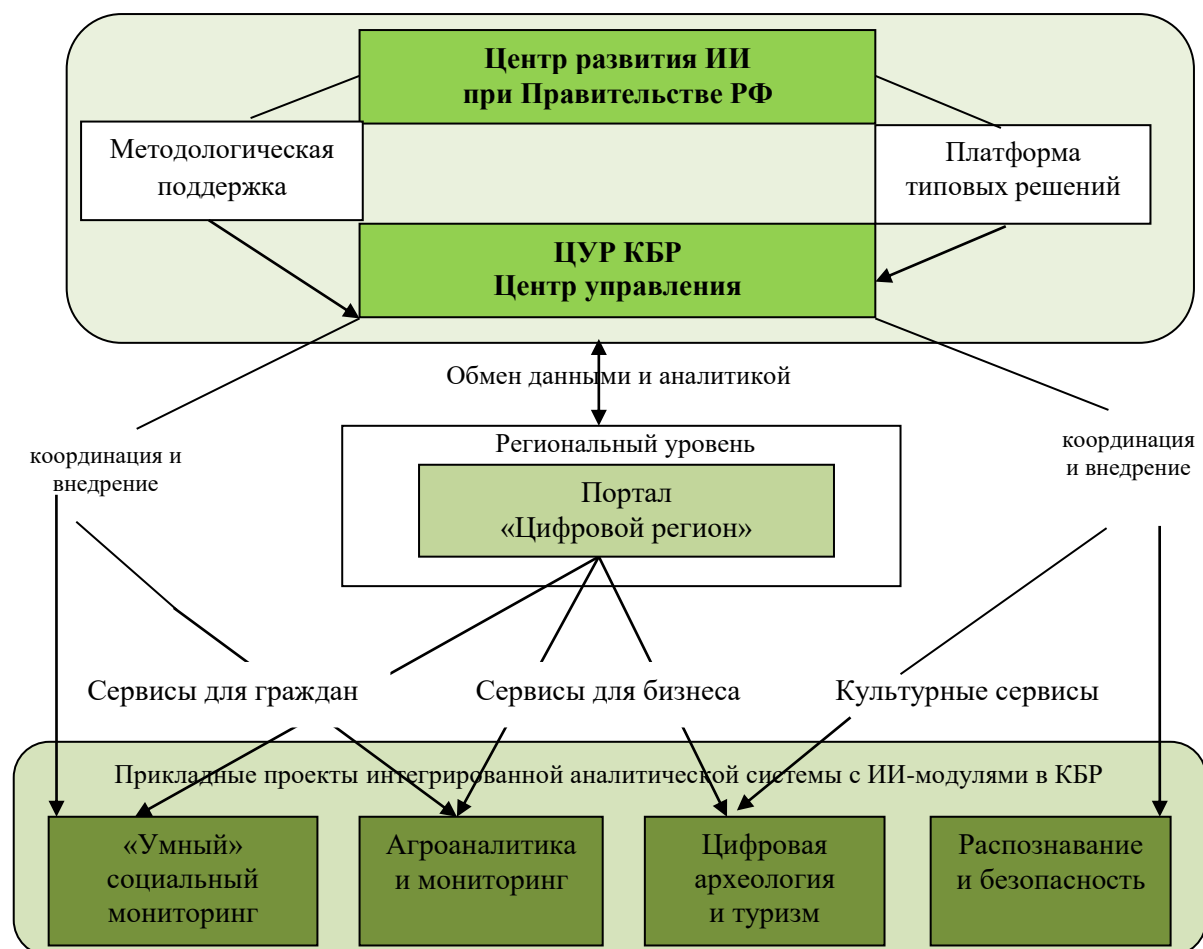 Центр развития ИИ
при Правительстве РФ
Методологическая
поддержка
Платформа
типовых решений
ЦУР КБР
Центр управления
Обмен данными и аналитикой
координация и
внедрение
Региональный уровень
Портал
«Цифровой регион»
координация
и внедрение
Сервисы для граждан
Сервисы для бизнеса
Культурные сервисы
Прикладные проекты интегрированной аналитической системы с ИИ-модулями в КБР
«Умный»
социальный
мониторинг
Агроаналитика
и мониторинг
Цифровая
археология
и туризм
Распознавание
и безопасность